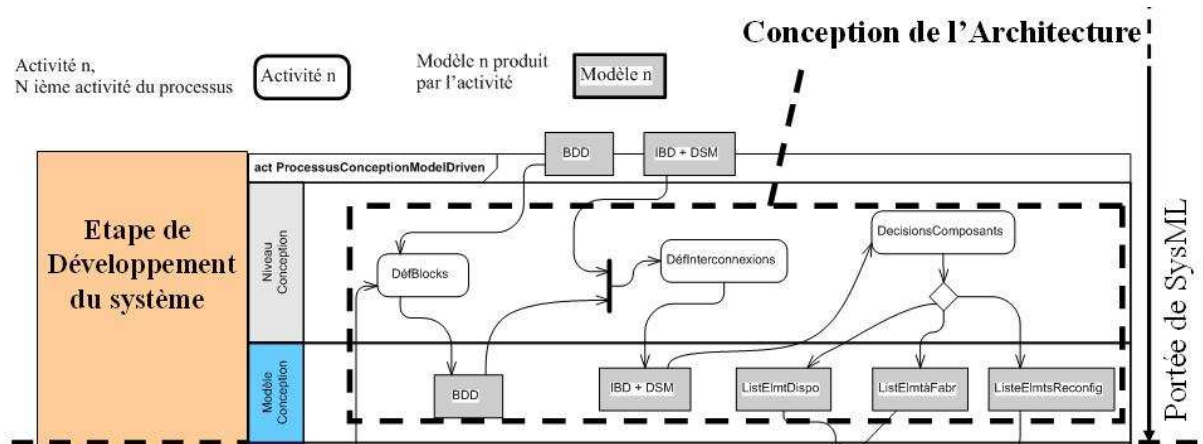 Conception de l'Architecture
Activité n,
N ième activité du processus
Activité n
Modèle n produit
par l'activité
Modèle n
BDD
IBD + DSM
act ProcessusConceptionModelDriven
Etape de
Développement
du système
Niveau
Conception
DéfBlocks
DéfInterconnexions
DecisionsComposants
Modèle
Conception
BDD
IBD + DSM
ListElmtDispo
ListElmtàFabr
ListeElmtsReconfig
Portée de SysML